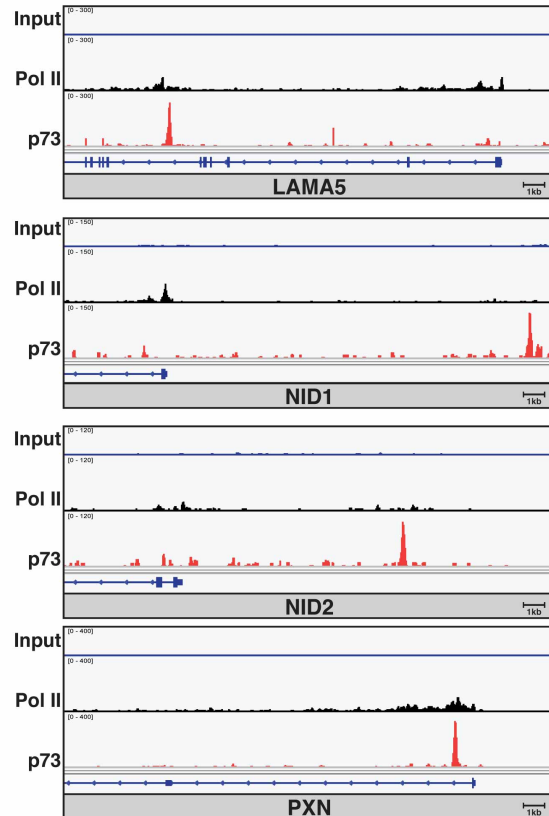 Input
[0 - 300]
[0 - 300]
Pol II
[0 - 300]
p73
LAMA5
1kb
Input
[0 - 150]
[0 - 150]
Pol II
[0 - 150]
p73
NID1
1kb
Input
[0 - 120]
[0 - 120]
Pol II
[0 - 120]
p73
NID2
1kb
Input
[0 - 400]
[0 - 400]
Pol II
[0 - 400]
p73
PXN
1kb